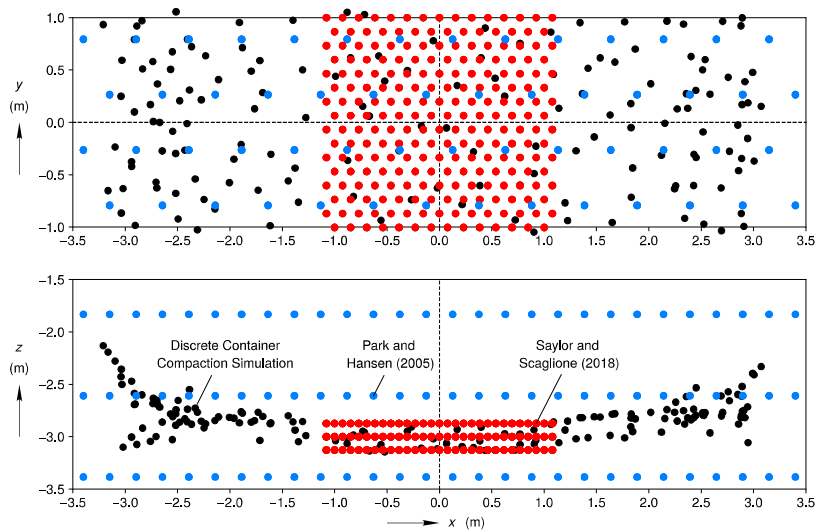 1.0
0.5
y
(m)
0.0
−0.5
−1.0
−3.5 −3.0 −2.5 −2.0 −1.5 −1.0 −0.5 0.0 0.5 1.0 1.5 2.0 2.5 3.0 3.5
−1.5
−2.0
z
(m)
Discrete Container
Compaction Simulation
Park and
Hansen (2005)
Saylor and
Scaglione (2018)
−2.5
−3.0
−3.5
−3.5 −3.0 −2.5 −2.0 −1.5 −1.0 −0.5 0.0 0.5 1.0 1.5 2.0 2.5 3.0 3.5
x (m)